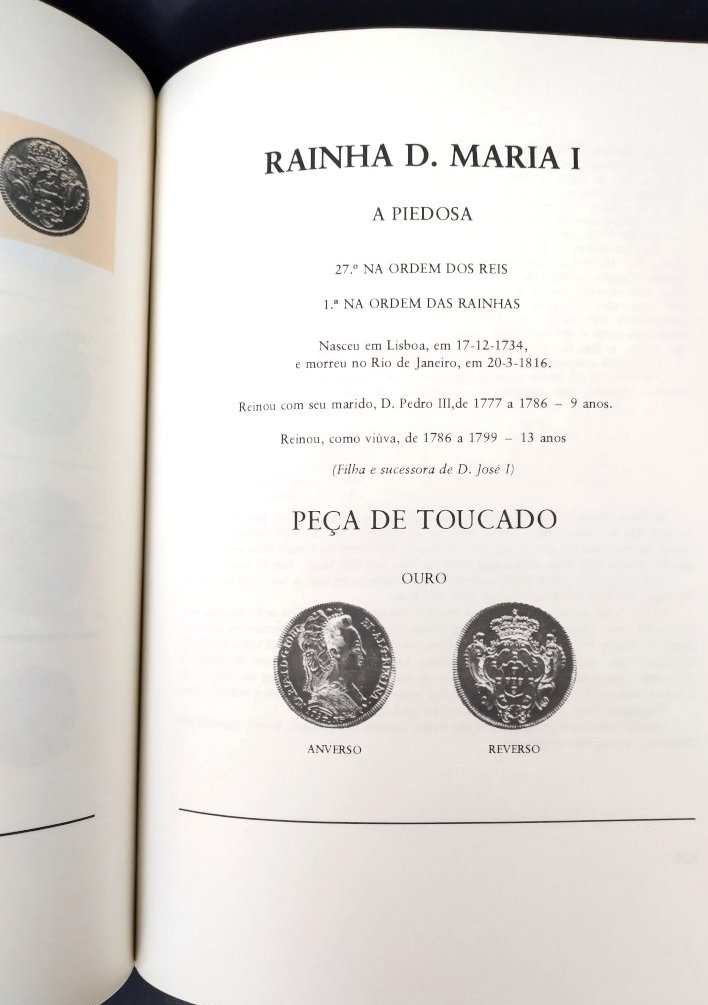 RAINHA D. MARIA I
A PIEDOSA
27.º NA ORDEM DOS REIS
1.ª NA ORDEM DAS RAINHAS
Nasceu em Lisboa, em 17-12-1734,
e morreu no Rio de Janeiro, em 20-3-1816.
Reinou com seu marido, D. Pedro III,de 1777 a 1786 – 9 anos.
Reinou, como viúva, de 1786 a 1799 – 13 anos
(Filha e sucessora de D. José I)
PEÇA DE TOUCADO
OURO
ANVERSO
REVERSO